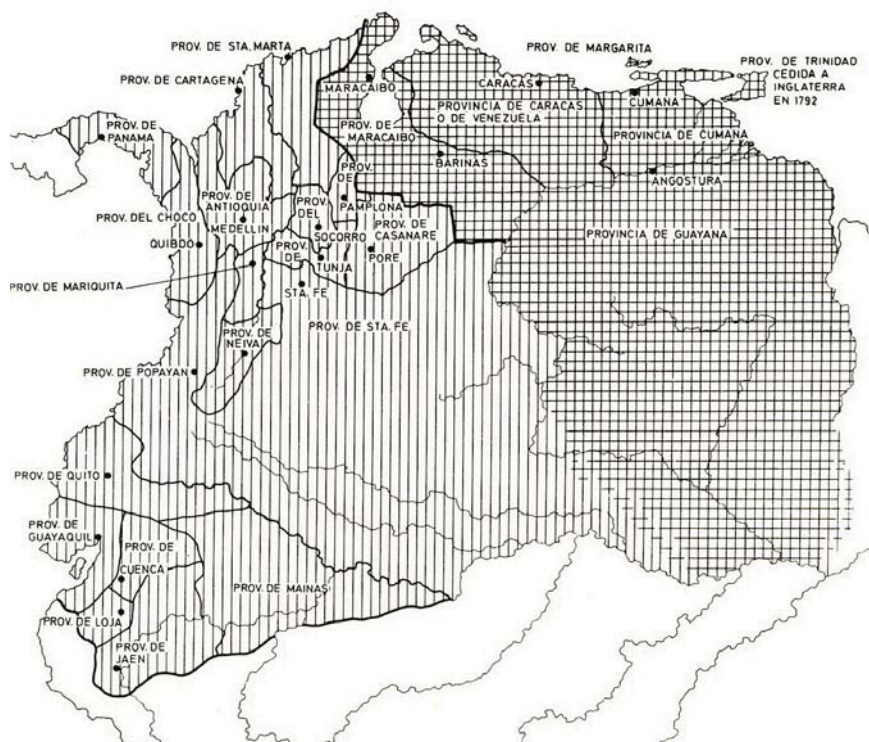 PROV. DE STA. MARTA
PROV. DE MARGARITA
PROV. DE TRINIDAD
CEDIDA A
INGLATERRA
EN 1792
PROV. DE CARTAGENA
MARACAIBO
CARACAS
PROVINCIA DE CARACAS
O DE VENEZUELA
CUMANA
PROV. DE
PANAMA
PROV. DE
MARACAIBO
PROVINCIA DE CUMANA
BARINAS
ANGOSTURA
PROV.
DE
PAMPLONA
PROV. DE
ANTIOQUIA
MEDELLIN
PROV.
DEL
SOCORRO
PROV. DE
CASANARE
PORE
PROV. DEL CHOCO
QUIBDO
PROVINCIA DE GUAYANA
PROV.
DE
TUNJA
PROV. DE MARIQUITA
STA. FE
PROV. DE STA. FE
PROV. DE
NEIVA
PROV. DE POPAYAN
PROV. DE QUITO
PROV. DE
GUAYAQUIL
PROV.
DE
CUENCA
PROV. DE MAINAS
PROV. DE LOJA
PROV. DE
JAEN